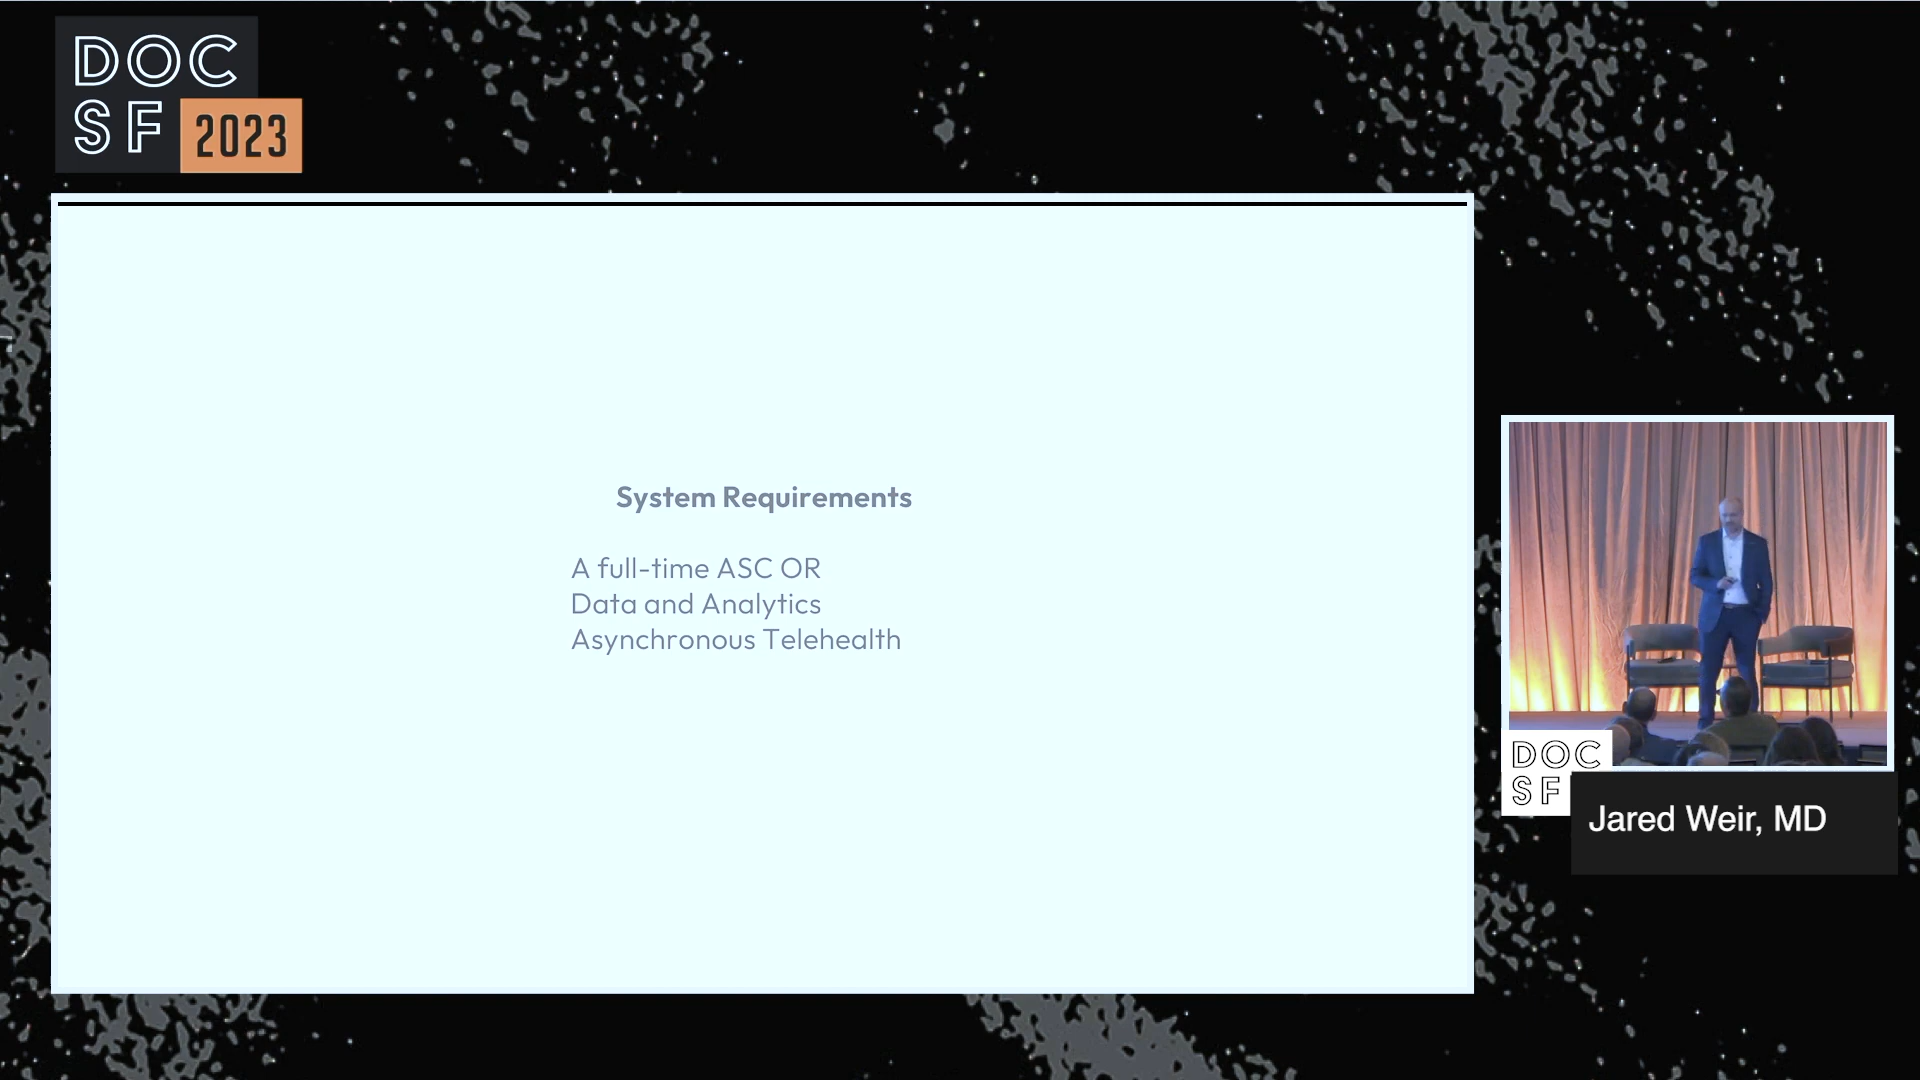 DOC
SF 2023
System Requirements
A full-time ASC OR
Data and Analytics
Asynchronous Telehealth
DOC
SF
Jared Weir, MD